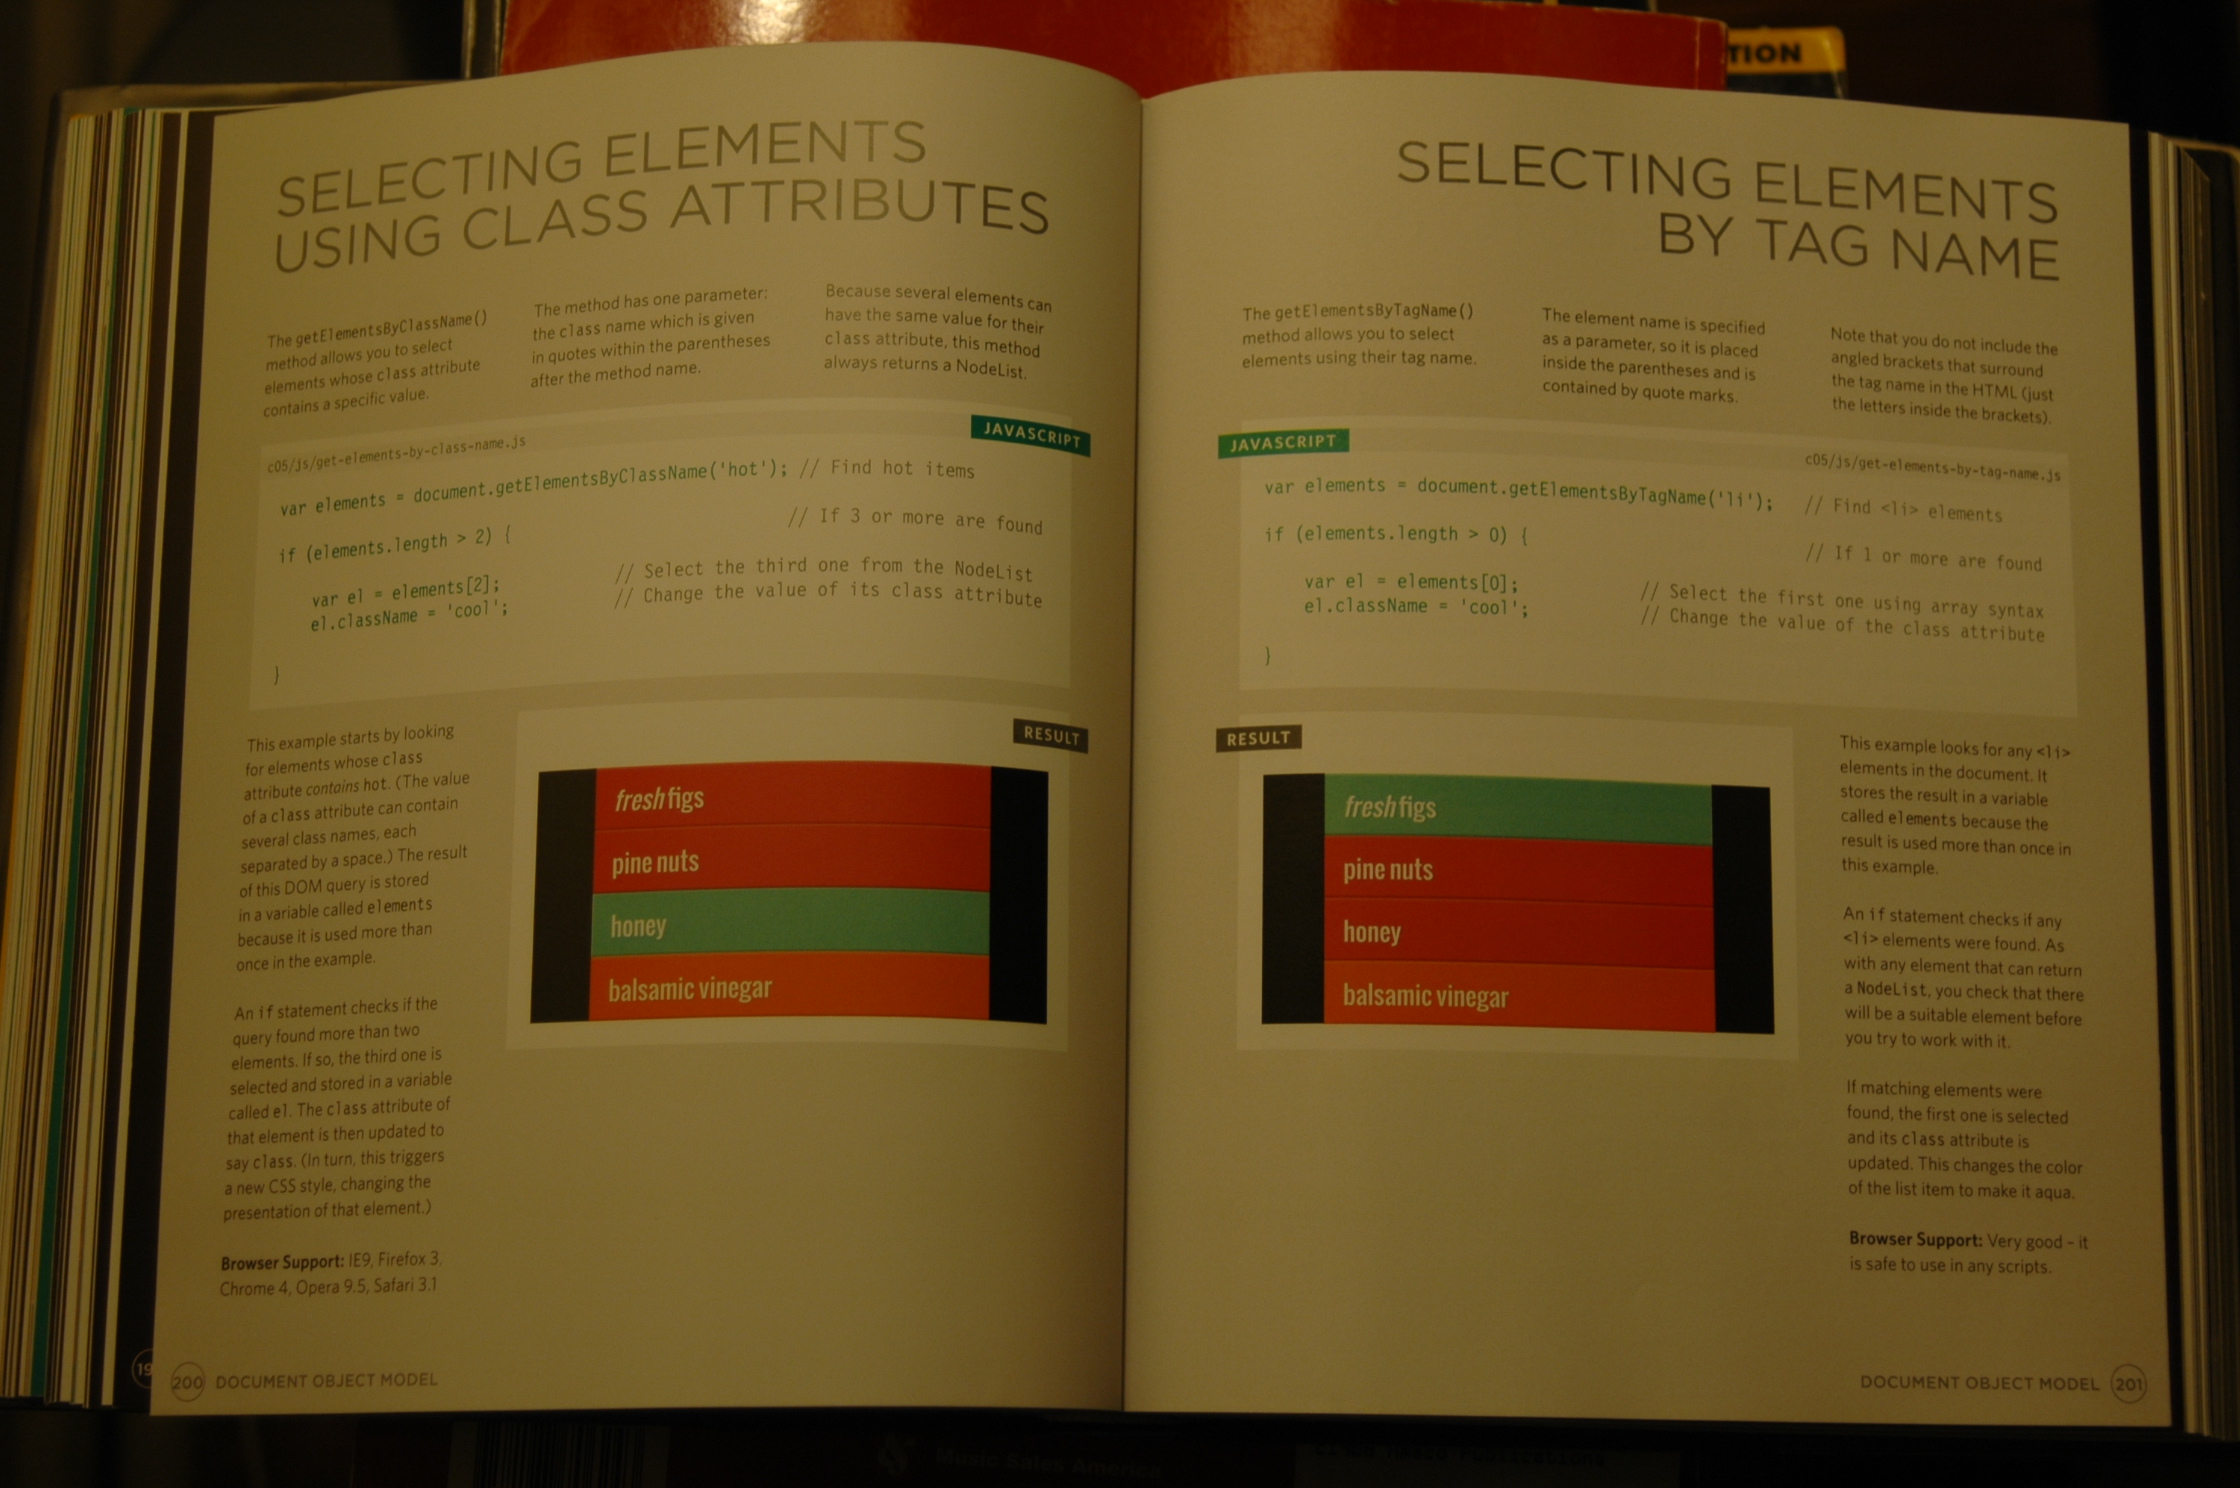 TION
SELECTING ELEMENTS
USING CLASS ATTRIBUTES
The getElementsByClassName()
method allows you to select
elements whose class attribute
contains a specific value.
The method has one parameter:
the class name which is given
in quotes within the parentheses
after the method name.
Because several elements can
have the same value for their
class attribute, this method
always returns a NodeList.
JAVASCRIPT
c05/js/get-elements-by-class-name.js
var elements = document.getElementsByClassName('hot'); // Find hot items
if (elements.length > 2) { // If 3 or more are found
var el = elements[2]; // Select the third one from the NodeList
el.className = 'cool'; // Change the value of its class attribute
}
This example starts by looking
for elements whose class
attribute contains hot. (The value
of a class attribute can contain
several class names, each
separated by a space.) The result
of this DOM query is stored
in a variable called elements
because it is used more than
once in the example.
An if statement checks if the
query found more than two
elements. If so, the third one is
selected and stored in a variable
called el. The class attribute of
that element is then updated to
say class. (In turn, this triggers
a new CSS style, changing the
presentation of that element.)
Browser Support: IE9, Firefox 3,
Chrome 4, Opera 9.5, Safari 3.1
RESULT
fresh figs
pine nuts
honey
balsamic vinegar
19
200 DOCUMENT OBJECT MODEL
SELECTING ELEMENTS
BY TAG NAME
The getElementsByTagName()
method allows you to select
elements using their tag name.
The element name is specified
as a parameter, so it is placed
inside the parentheses and is
contained by quote marks.
Note that you do not include the
angled brackets that surround
the tag name in the HTML (just
the letters inside the brackets).
JAVASCRIPT
c05/js/get-elements-by-tag-name.js
var elements = document.getElementsByTagName('li'); // Find <li> elements
if (elements.length > 0) { // If 1 or more are found
var el = elements[0]; // Select the first one using array syntax
el.className = 'cool'; // Change the value of the class attribute
}
RESULT
fresh figs
pine nuts
honey
balsamic vinegar
This example looks for any <li>
elements in the document. It
stores the result in a variable
called elements because the
result is used more than once in
this example.
An if statement checks if any
<li> elements were found. As
with any element that can return
a NodeList, you check that there
will be a suitable element before
you try to work with it.
If matching elements were
found, the first one is selected
and its class attribute is
updated. This changes the color
of the list item to make it aqua.
Browser Support: Very good - it
is safe to use in any scripts.
DOCUMENT OBJECT MODEL 201
Music Sales America